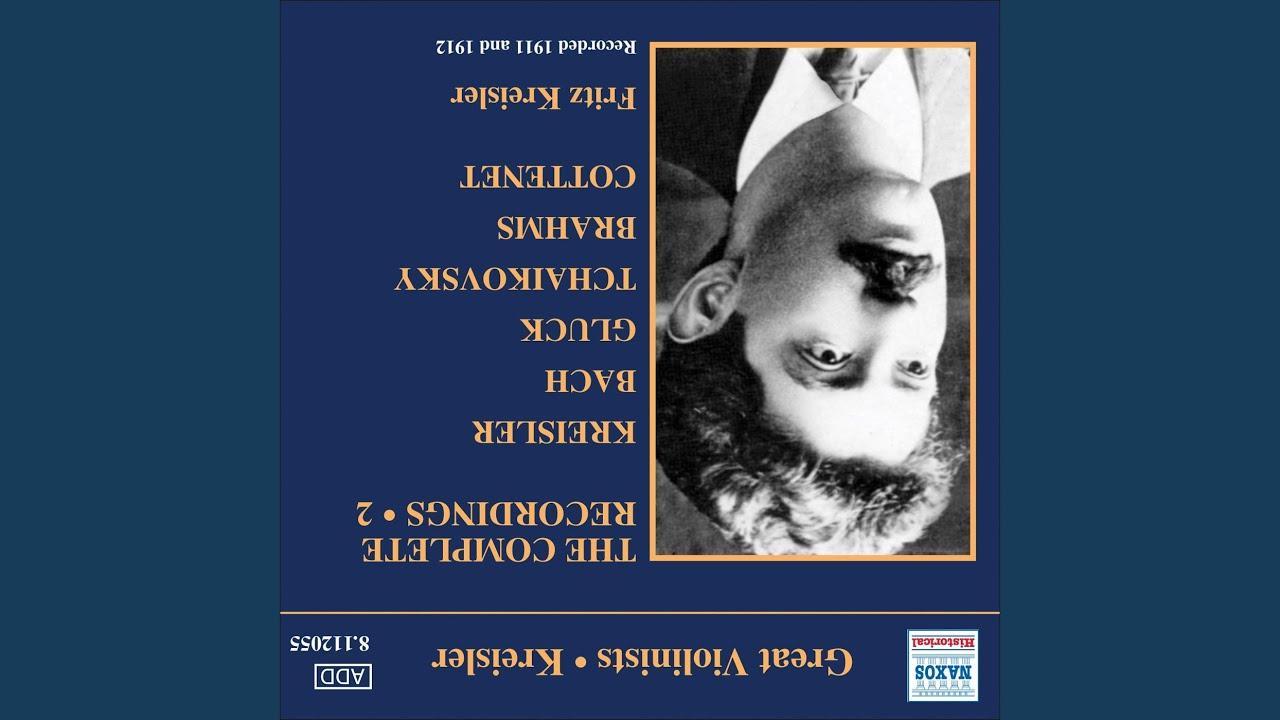 NAXOS
Historical
Great Violinists • Kreisler
ADD
8.112055
THE COMPLETE
RECORDINGS • 2
KREISLER
BACH
GLUCK
TCHAIKOVSKY
BRAHMS
COTTENET
Fritz Kreisler
Recorded 1911 and 1912